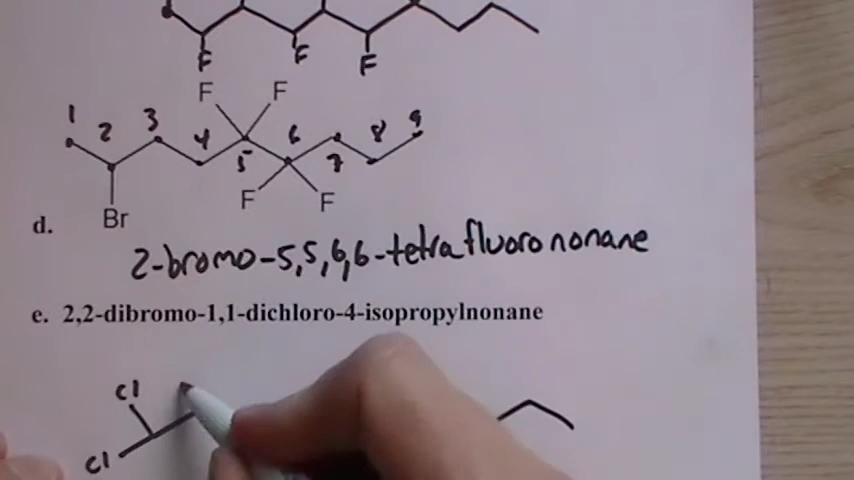 F F F
F F
1 2 3 4 5 6 7 8 9
F F
Br
d.
2-bromo-5,5,6,6-tetrafluorononane
e. 2,2-dibromo-1,1-dichloro-4-isopropylnonane
Cl
Cl